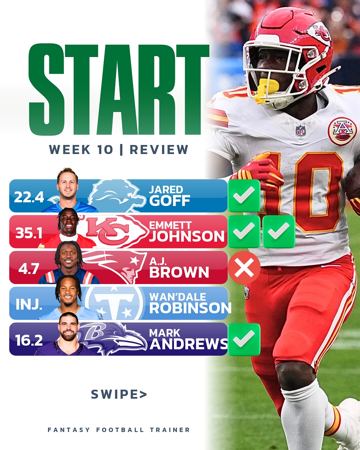 START
WEEK 10 | REVIEW
22.4 JARED GOFF
35.1 EMMETT JOHNSON
4.7 A.J. BROWN
INJ. WAN'DALE ROBINSON
16.2 MARK ANDREWS
10
SWIPE>
FANTASY FOOTBALL TRAINER